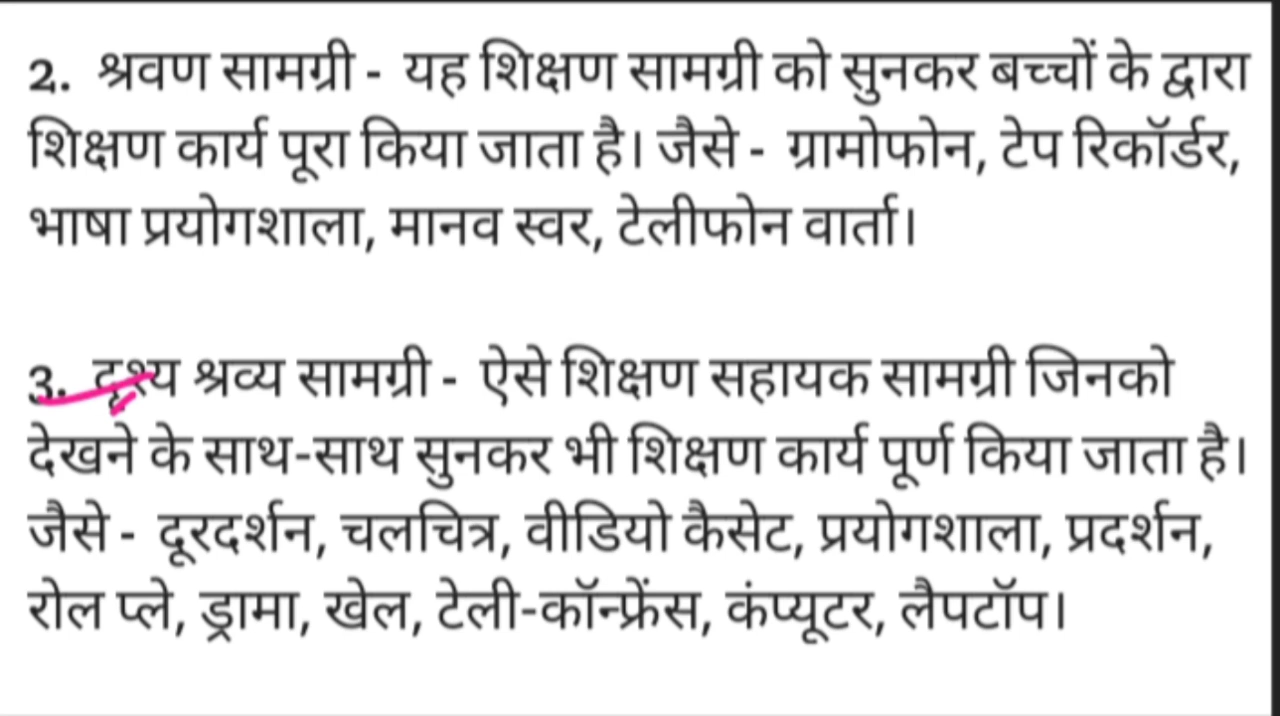 2. श्रवण सामग्री - यह शिक्षण सामग्री को सुनकर बच्चों के द्वारा
शिक्षण कार्य पूरा किया जाता है। जैसे - ग्रामोफोन, टेप रिकॉर्डर,
भाषा प्रयोगशाला, मानव स्वर, टेलीफोन वार्ता।
3. दृश्य श्रव्य सामग्री - ऐसे शिक्षण सहायक सामग्री जिनको
देखने के साथ-साथ सुनकर भी शिक्षण कार्य पूर्ण किया जाता है।
जैसे - दूरदर्शन, चलचित्र, वीडियो कैसेट, प्रयोगशाला, प्रदर्शन,
रोल प्ले, ड्रामा, खेल, टेली-कॉन्फ्रेंस, कंप्यूटर, लैपटॉप।